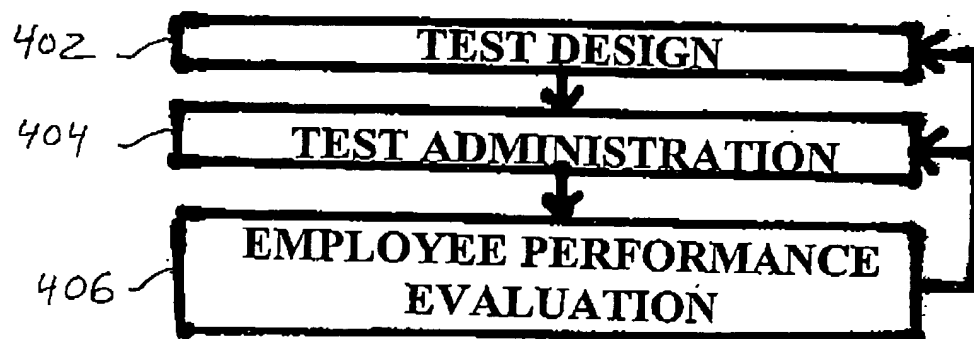 402 TEST DESIGN
404 TEST ADMINISTRATION
406 EMPLOYEE PERFORMANCE
EVALUATION